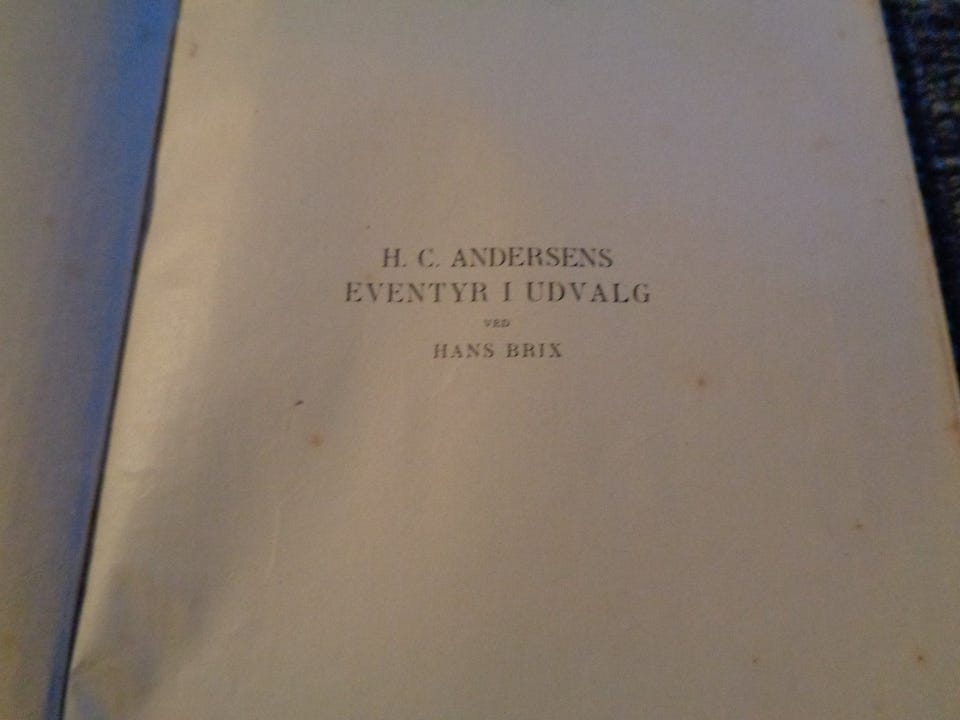 H. C. ANDERSENS
EVENTYR I UDVALG
VED
HANS BRIX